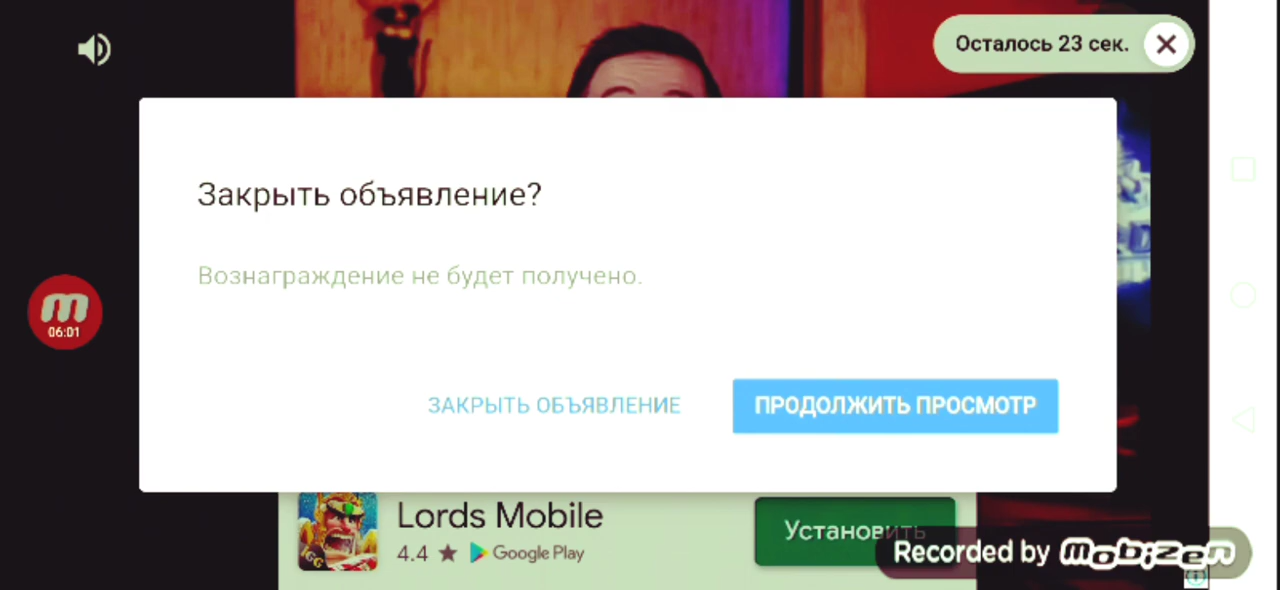 Осталось 23 сек.
Закрыть объявление?
Вознаграждение не будет получено.
m
06:01
ЗАКРЫТЬ ОБЪЯВЛЕНИЕ
ПРОДОЛЖИТЬ ПРОСМОТР
IGG
Lords Mobile
4.4 ★ Google Play
Установить
Recorded by mobizen